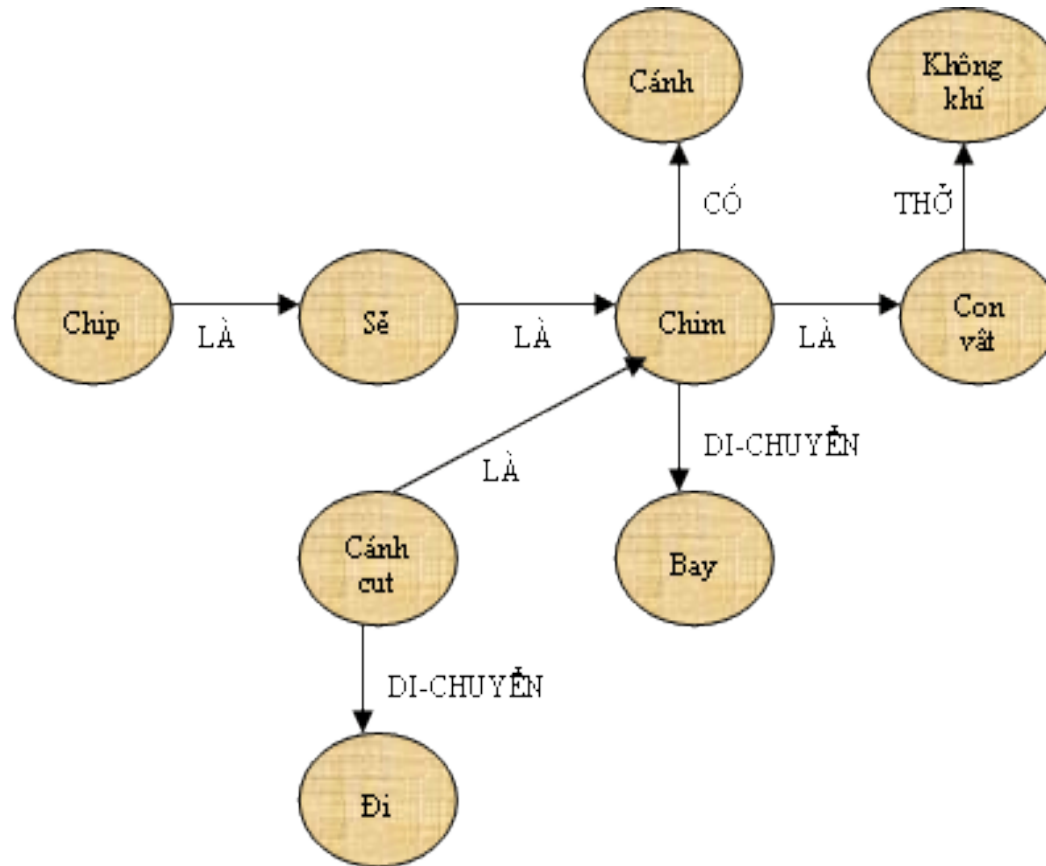 Cánh
Không
khí
CÓ
THỞ
Chip
LÀ
Sẻ
LÀ
Chim
LÀ
Con
vật
LÀ
DI-CHUYỂN
Cánh
cut
Bay
DI-CHUYỂN
Đi